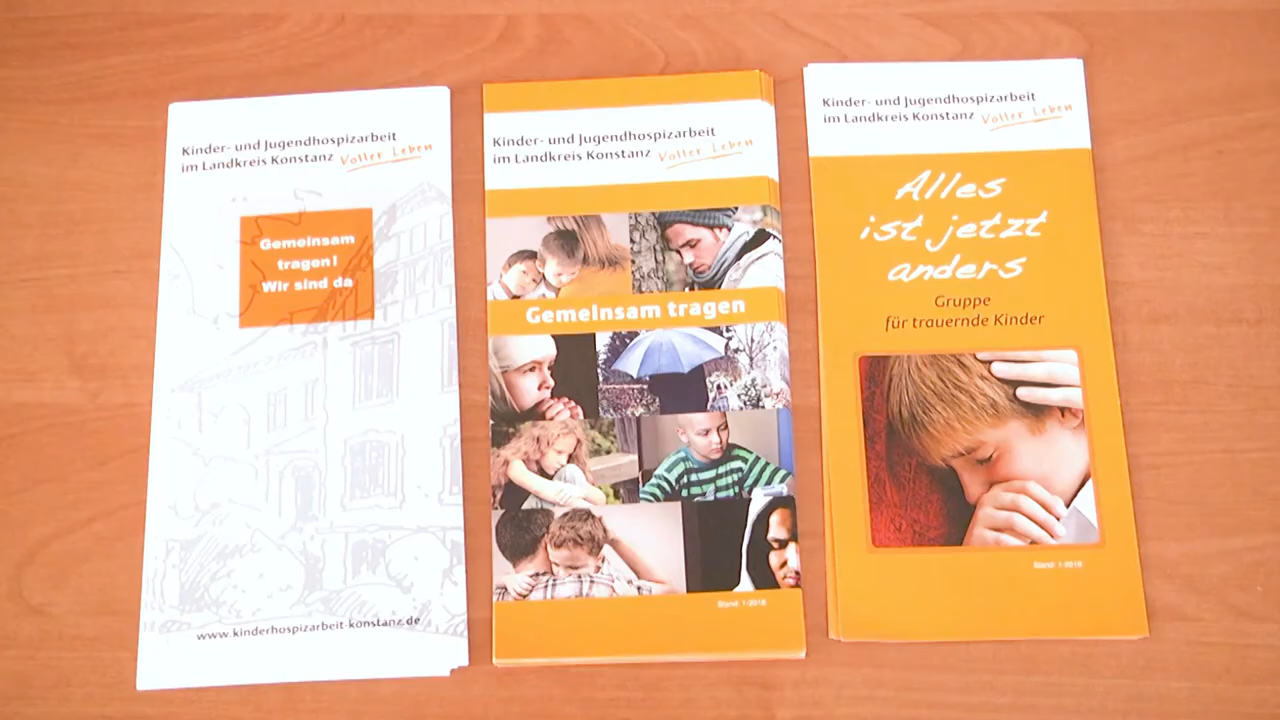 Kinder- und Jugendhospizarbeit
im Landkreis Konstanz Voller Leben
Gemeinsam
tragen!
Wir sind da
www.kinderhospizarbeit-konstanz.de
Kinder- und Jugendhospizarbeit
im Landkreis Konstanz Voller Leben
Gemeinsam tragen
Stand: 1-2018
Kinder- und Jugendhospizarbeit
im Landkreis Konstanz Voller Leben
Alles
ist jetzt
anders
Gruppe
für trauernde Kinder
Stand: 1-2018